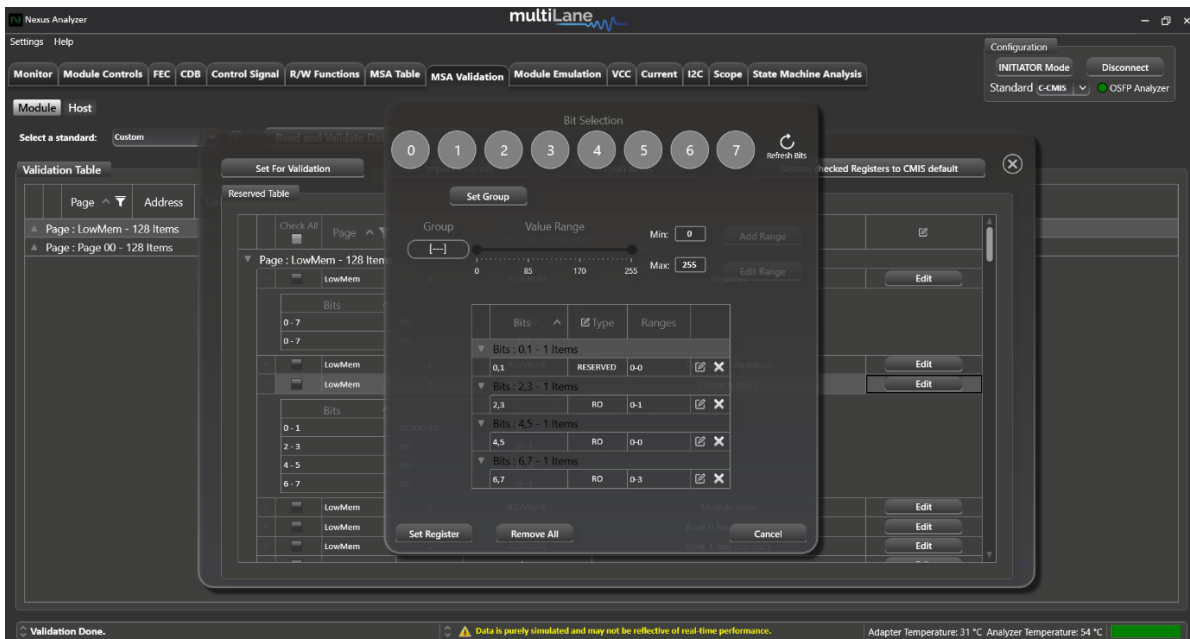 Nexus Analyzer
multiLane
Settings Help
Configuration
INITIATOR Mode Disconnect
Standard C-CMIS OSFP Analyzer
Monitor Module Controls FEC CDB Control Signal R/W Functions MSA Table MSA Validation Module Emulation VCC Current I2C Scope State Machine Analysis
Module Host
Select a standard: Custom Read and Validate Da
Bit Selection
0 1 2 3 4 5 6 7 Refresh Bits
Validation Table
Set For Validation checked Registers to CMIS default
Page Address
Reserved Table
Set Group
Page : LowMem - 128 Items
Page : Page 00 - 128 Items
Check All Page
Group Value Range Min: 0 Add Range
[---]
0 85 170 255 Max: 255 Edit Range
Page : LowMem - 128 Item
LowMem Edit
Bits
0 - 7
0 - 7
LowMem Edit
LowMem Edit
Bits
0 - 1 RESERVED
2 - 3
4 - 5
6 - 7
Bits Type Ranges
Bits : 0,1 - 1 Items
0,1 RESERVED 0-0
Bits : 2,3 - 1 Items
2,3 RO 0-1
Bits : 4,5 - 1 Items
4,5 RO 0-0
Bits : 6,7 - 1 Items
6,7 RO 0-3
LowMem Module State Edit
LowMem Edit
LowMem Edit
Set Register Remove All Cancel
Validation Done.
Data is purely simulated and may not be reflective of real-time performance.
Adapter Temperature: 31 °C Analyzer Temperature: 54 °C